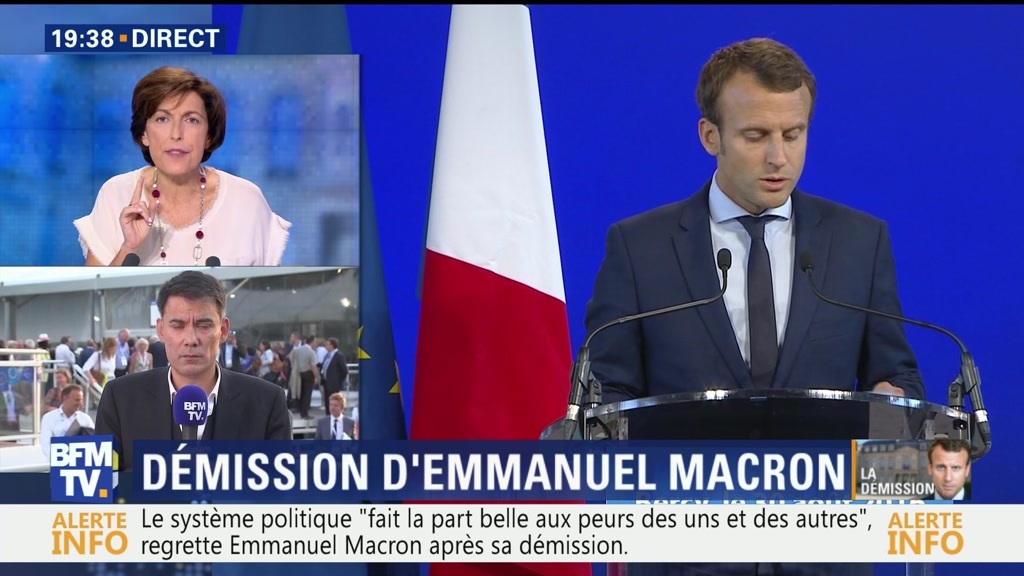 19:38 DIRECT
BFM TV.
BFM
TV.
DÉMISSION D'EMMANUEL MACRON
LA
DÉMISSION
ALERTE
INFO
Le système politique "fait la part belle aux peurs des uns et des autres",
regrette Emmanuel Macron après sa démission.
ALERTE
INFO